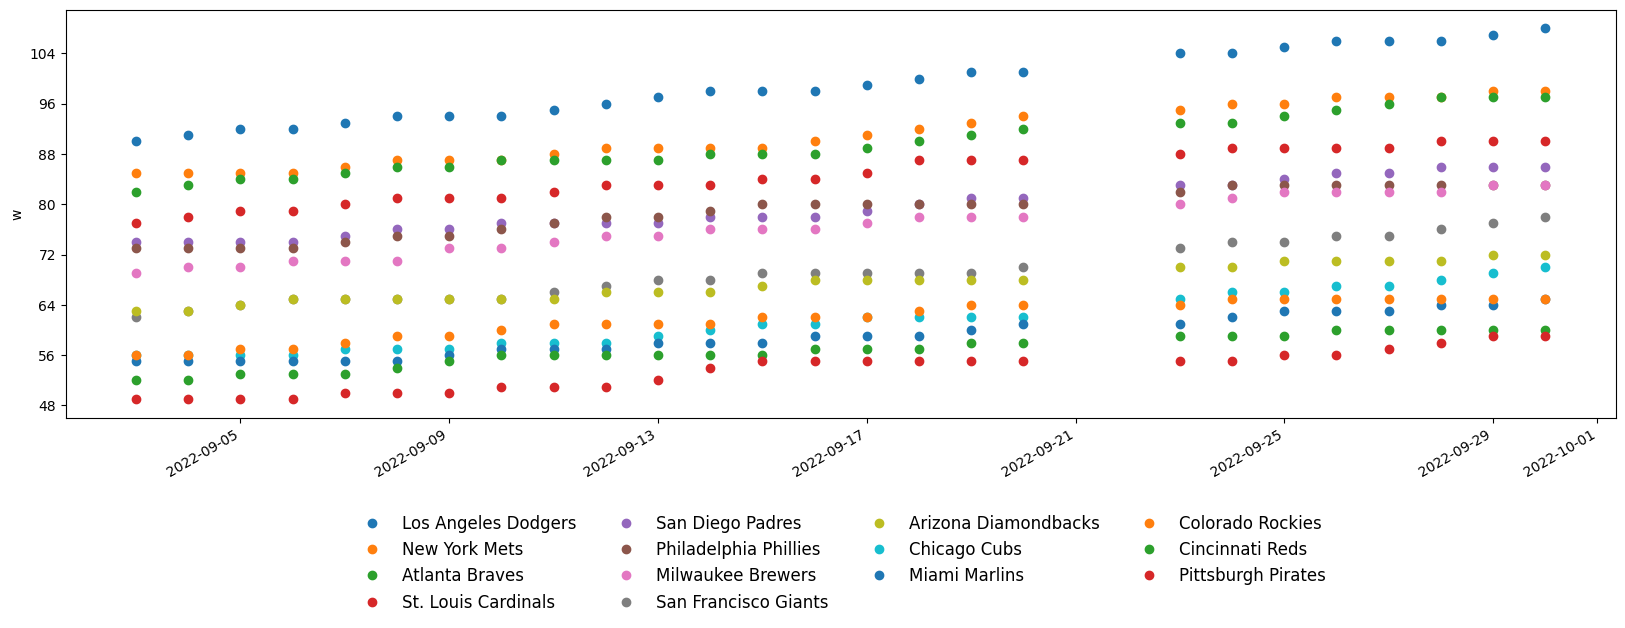 104
96
88
80
72
64
56
48
w
2022-09-05
2022-09-09
2022-09-13
2022-09-17
2022-09-21
2022-09-25
2022-09-29
2022-10-01
Los Angeles Dodgers
New York Mets
Atlanta Braves
St. Louis Cardinals
San Diego Padres
Philadelphia Phillies
Milwaukee Brewers
San Francisco Giants
Arizona Diamondbacks
Chicago Cubs
Miami Marlins
Colorado Rockies
Cincinnati Reds
Pittsburgh Pirates